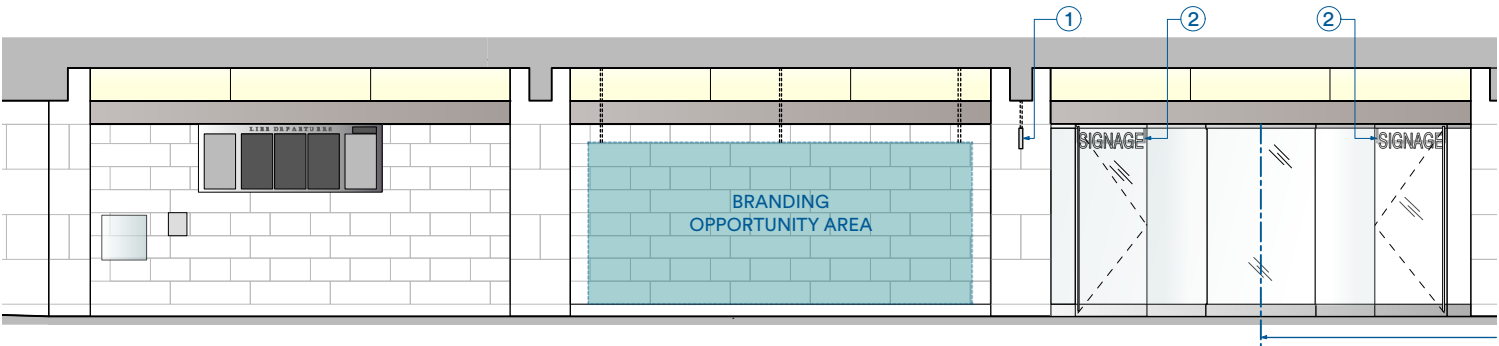 1
2
2
LIRR DEPARTURES
SIGNAGE
SIGNAGE
BRANDING
OPPORTUNITY AREA